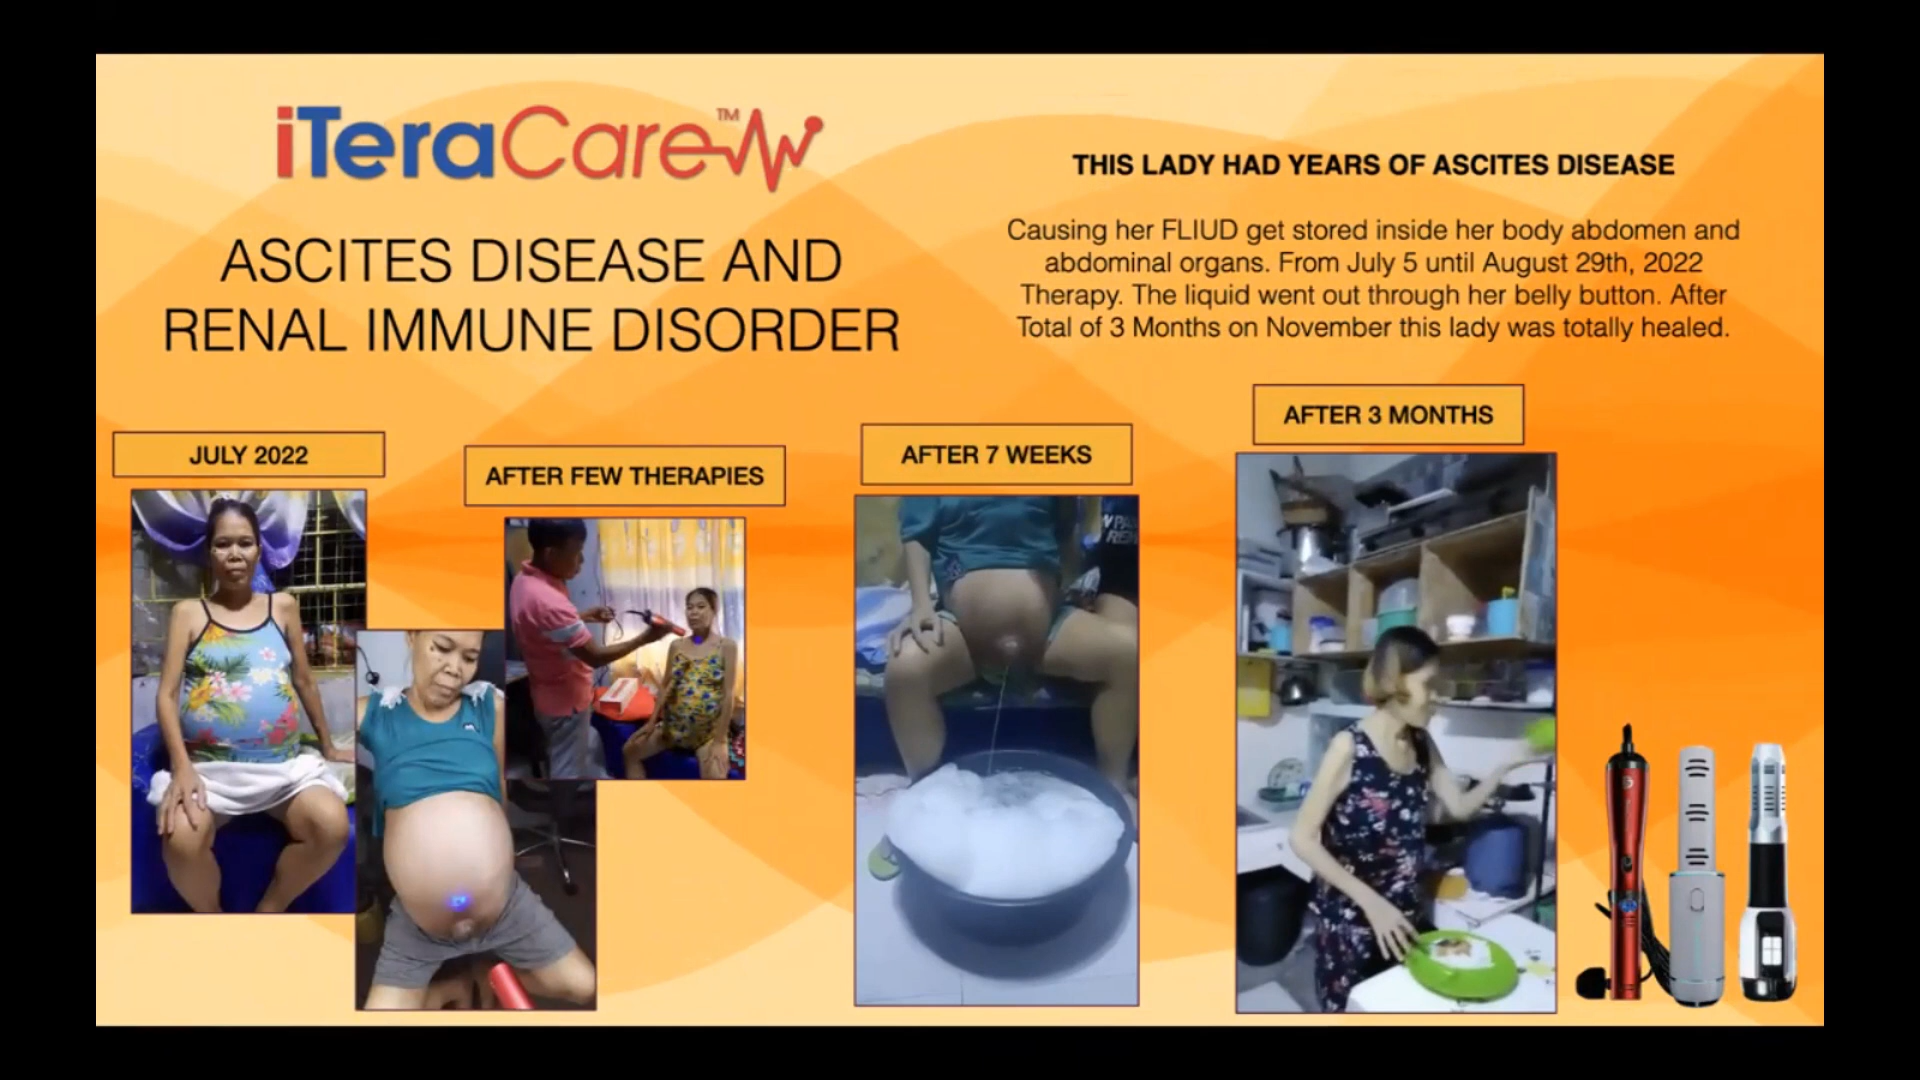 iTeraCare™
ASCITES DISEASE AND
RENAL IMMUNE DISORDER
THIS LADY HAD YEARS OF ASCITES DISEASE
Causing her FLIUD get stored inside her body abdomen and
abdominal organs. From July 5 until August 29th, 2022
Therapy. The liquid went out through her belly button. After
Total of 3 Months on November this lady was totally healed.
JULY 2022
AFTER FEW THERAPIES
AFTER 7 WEEKS
AFTER 3 MONTHS